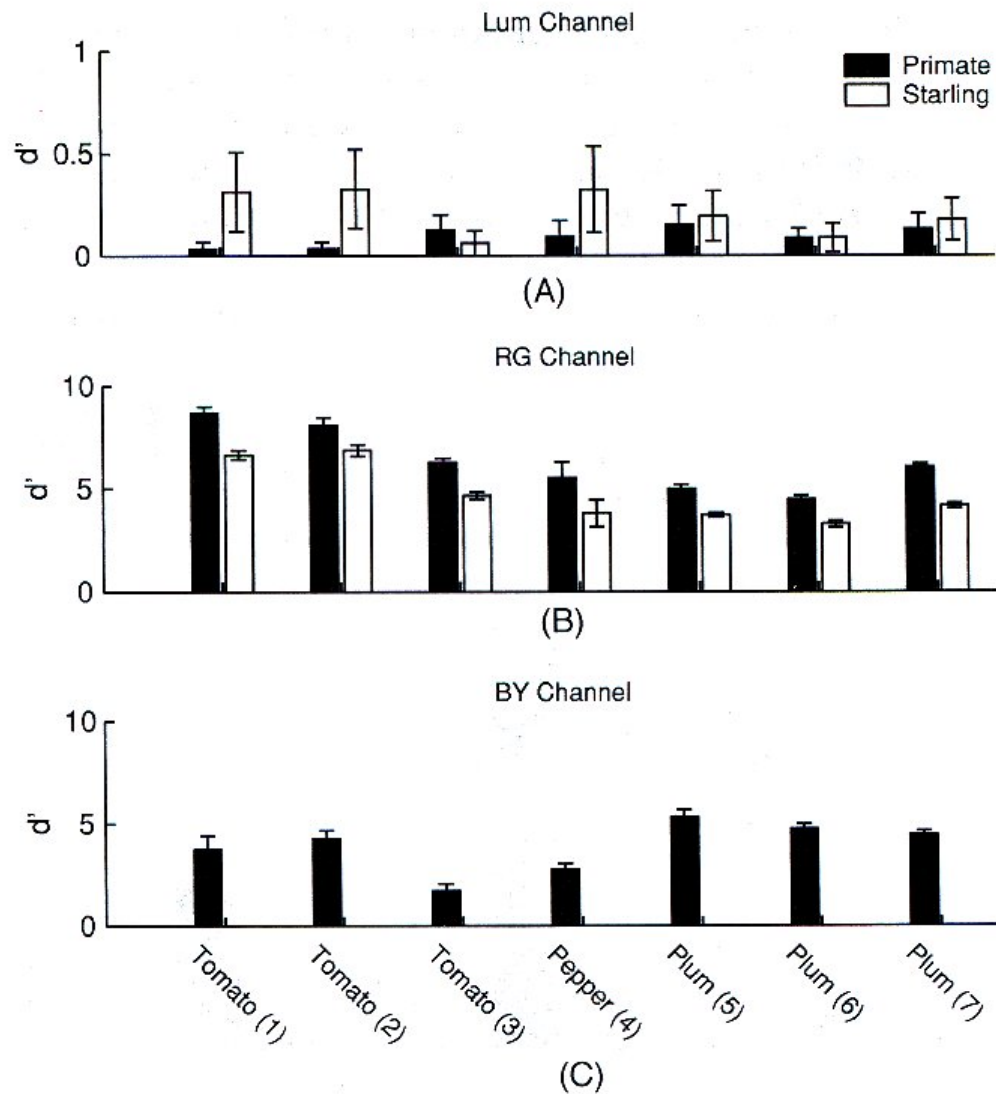 Lum Channel
1
Primate
Starling
d'
0.5
0
(A)
RG Channel
10
d'
5
0
(B)
BY Channel
10
d'
5
0
Tomato (1)
Tomato (2)
Tomato (3)
Pepper (4)
Plum (5)
Plum (6)
Plum (7)
(C)